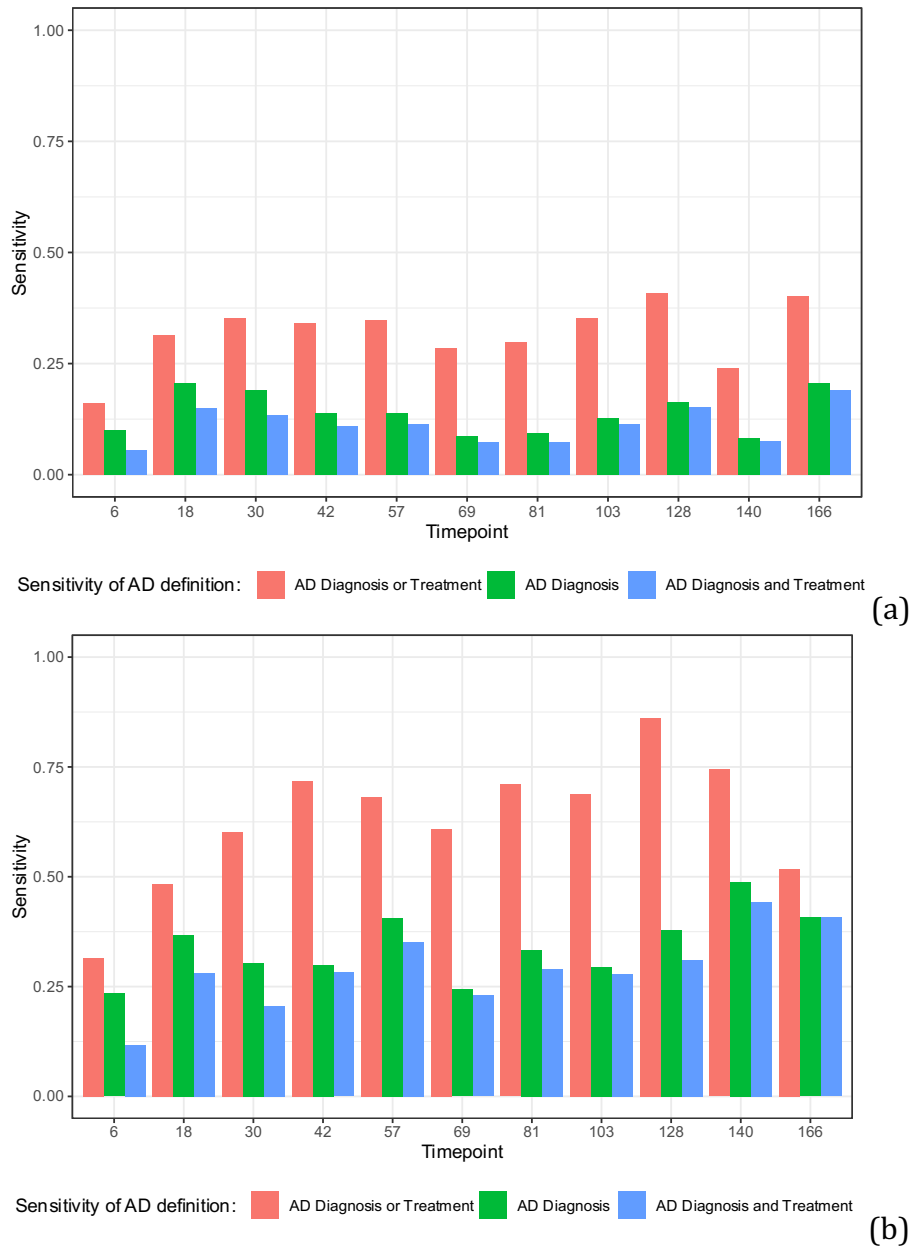 1.00
0.75
0.50
0.25
0.00
Sensitivity
6 18 30 42 57 69 81 103 128 140 166
Timepoint
Sensitivity of AD definition: AD Diagnosis or Treatment AD Diagnosis AD Diagnosis and Treatment
(a)
1.00
0.75
0.50
0.25
0.00
Sensitivity
6 18 30 42 57 69 81 103 128 140 166
Timepoint
Sensitivity of AD definition: AD Diagnosis or Treatment AD Diagnosis AD Diagnosis and Treatment
(b)